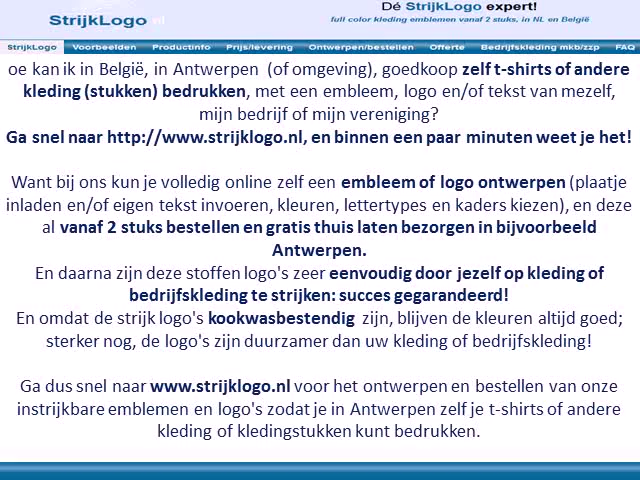 Dé StrijkLogo expert!
StrijkLogo.nl
full color kleding emblemen vanaf 2 stuks, in NL en België
StrijkLogo Voorbeelden Productinfo Prijs/levering Ontwerpen/bestellen Offerte Bedrijfskleding mkb/zzp FAQ
oe kan ik in België, in Antwerpen (of omgeving), goedkoop zelf t-shirts of andere
kleding (stukken) bedrukken, met een embleem, logo en/of tekst van mezelf,
mijn bedrijf of mijn vereniging?
Ga snel naar http://www.strijklogo.nl, en binnen een paar minuten weet je het!
Want bij ons kun je volledig online zelf een embleem of logo ontwerpen (plaatje
inladen en/of eigen tekst invoeren, kleuren, lettertypes en kaders kiezen), en deze
al vanaf 2 stuks bestellen en gratis thuis laten bezorgen in bijvoorbeeld
Antwerpen.
En daarna zijn deze stoffen logo's zeer eenvoudig door jezelf op kleding of
bedrijfskleding te strijken: succes gegarandeerd!
En omdat de strijk logo's kookwasbestendig zijn, blijven de kleuren altijd goed;
sterker nog, de logo's zijn duurzamer dan uw kleding of bedrijfskleding!
Ga dus snel naar www.strijklogo.nl voor het ontwerpen en bestellen van onze
instrijkbare emblemen en logo's zodat je in Antwerpen zelf je t-shirts of andere
kleding of kledingstukken kunt bedrukken.